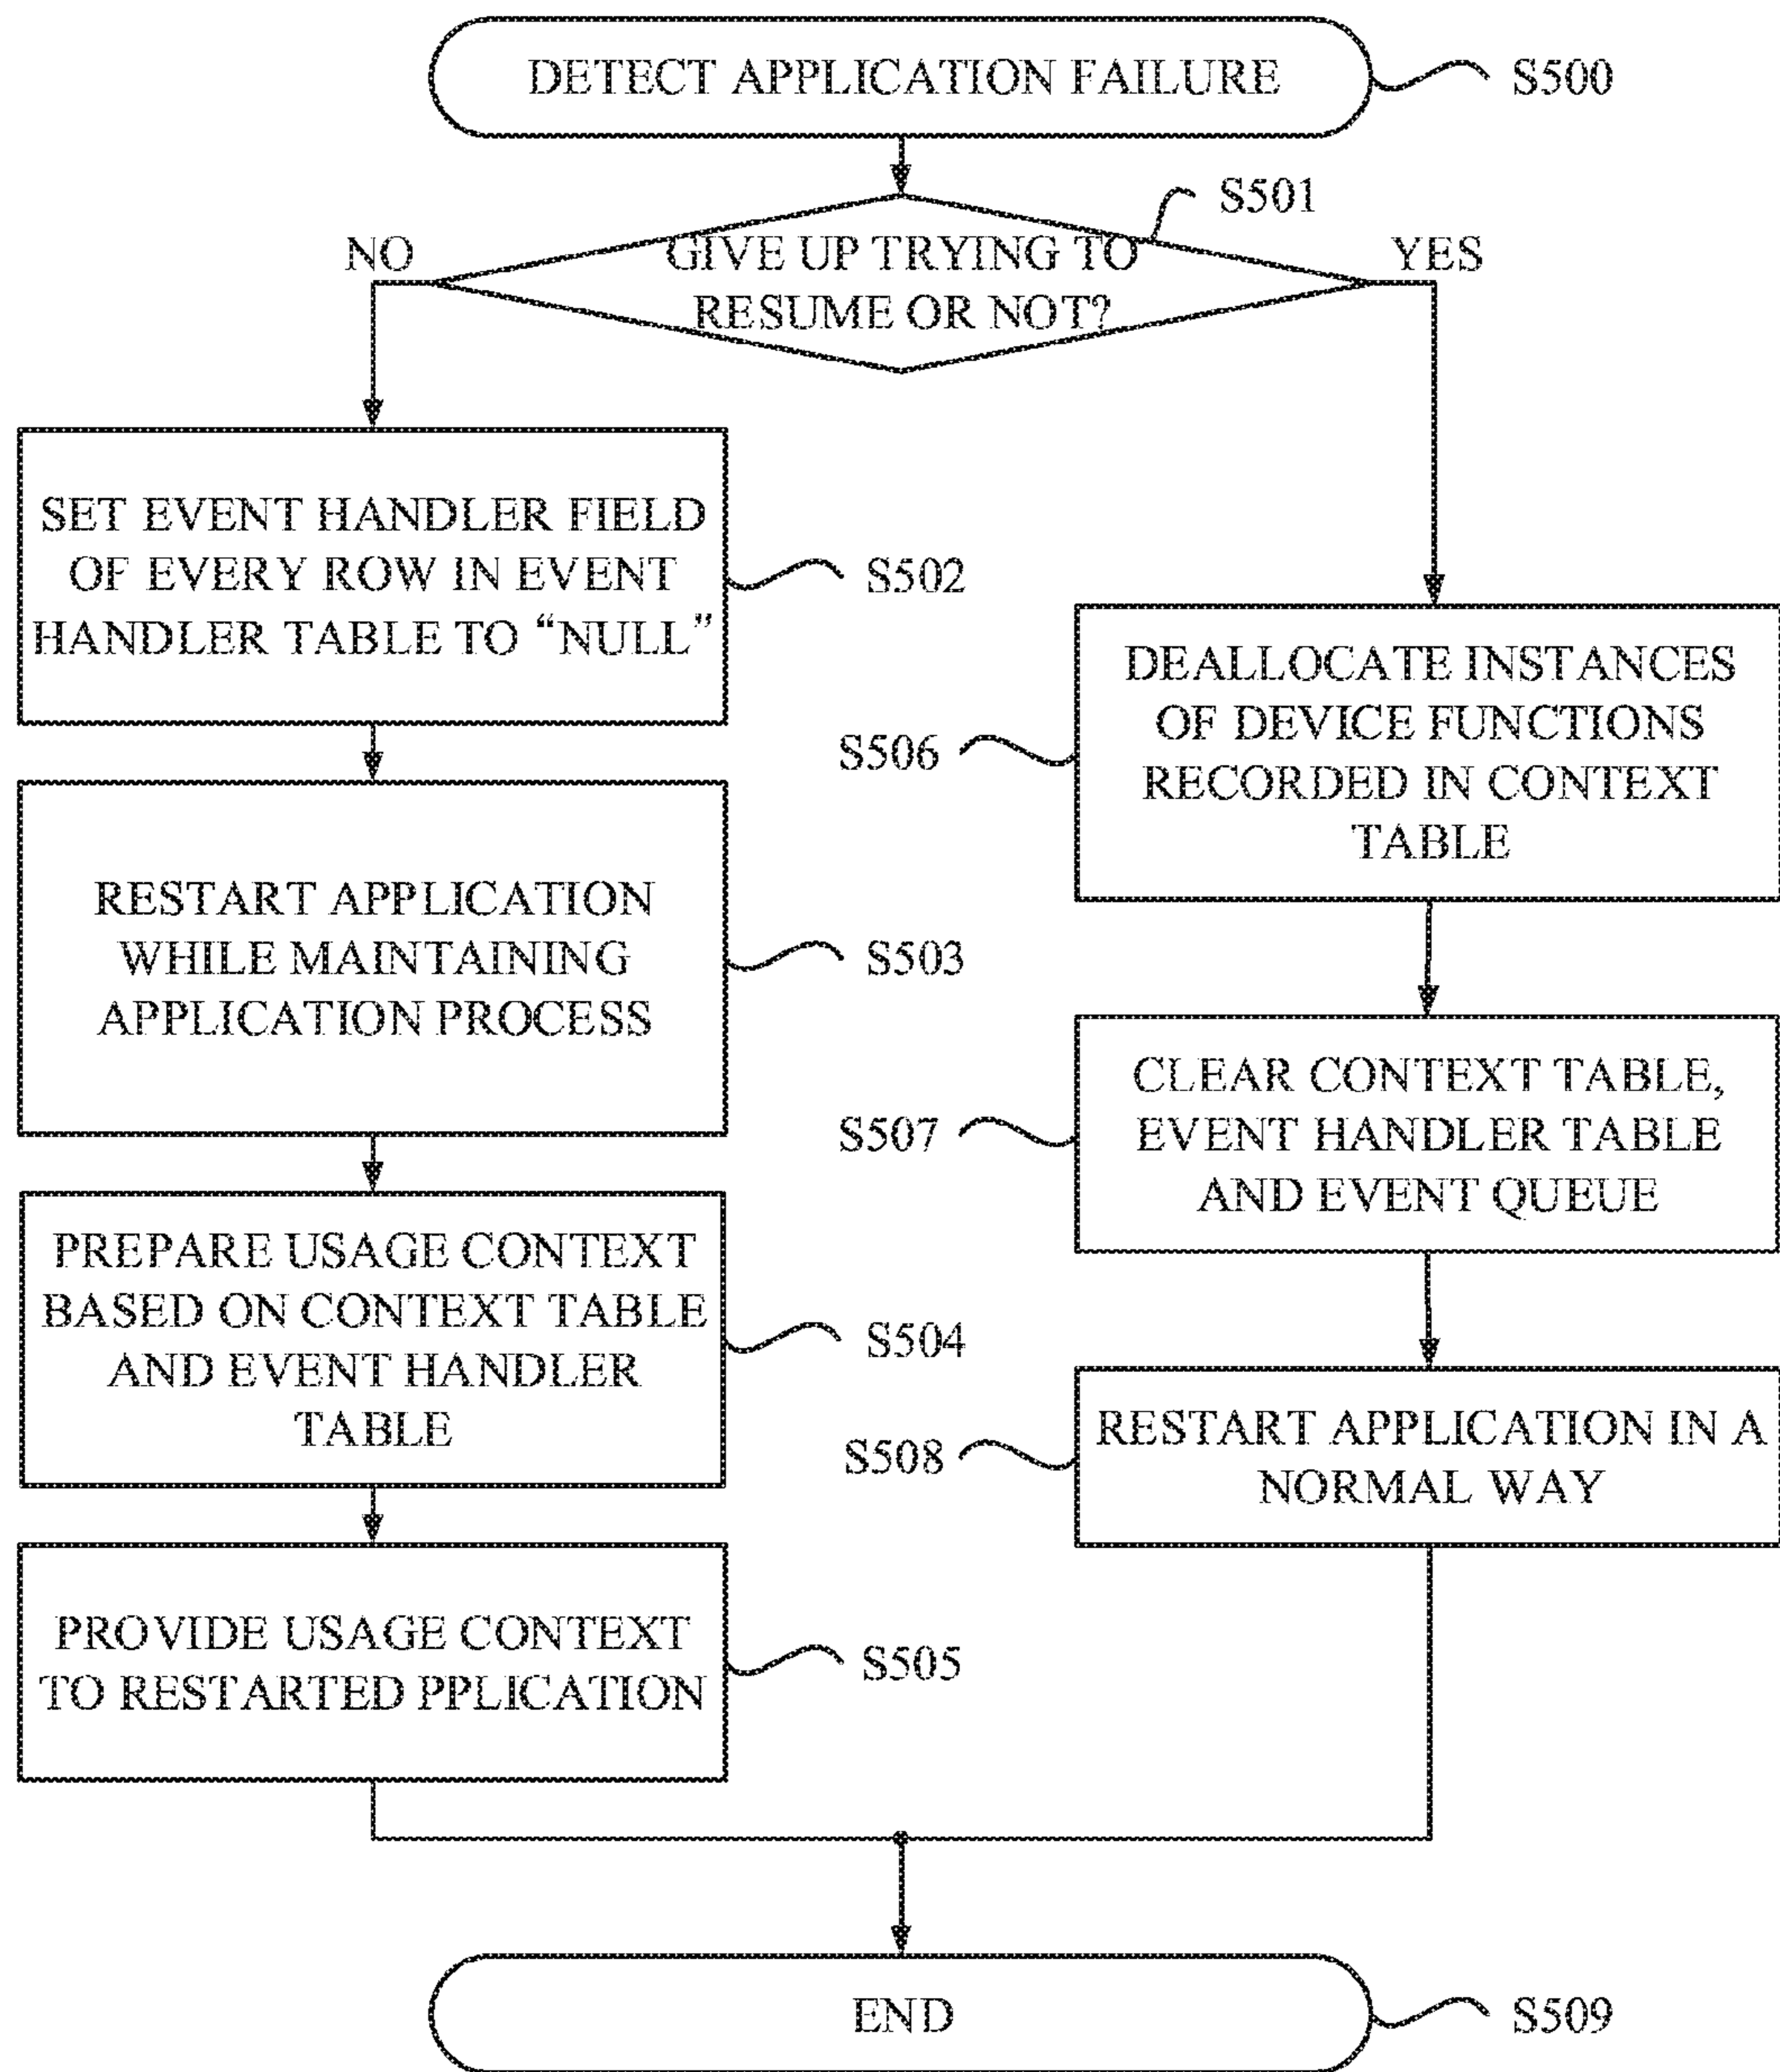 DETECT APPLICATION FAILURE
S500
S501
NO
GIVE UP TRYING TO
RESUME OR NOT?
YES
SET EVENT HANDLER FIELD
OF EVERY ROW IN EVENT
HANDLER TABLE TO “NULL”
S502
RESTART APPLICATION
WHILE MAINTAINING
APPLICATION PROCESS
S503
PREPARE USAGE CONTEXT
BASED ON CONTEXT TABLE
AND EVENT HANDLER
TABLE
S504
PROVIDE USAGE CONTEXT
TO RESTARTED PPLICATION
S505
DEALLOCATE INSTANCES
OF DEVICE FUNCTIONS
RECORDED IN CONTEXT
TABLE
S506
CLEAR CONTEXT TABLE,
EVENT HANDLER TABLE
AND EVENT QUEUE
S507
RESTART APPLICATION IN A
NORMAL WAY
S508
END
S509